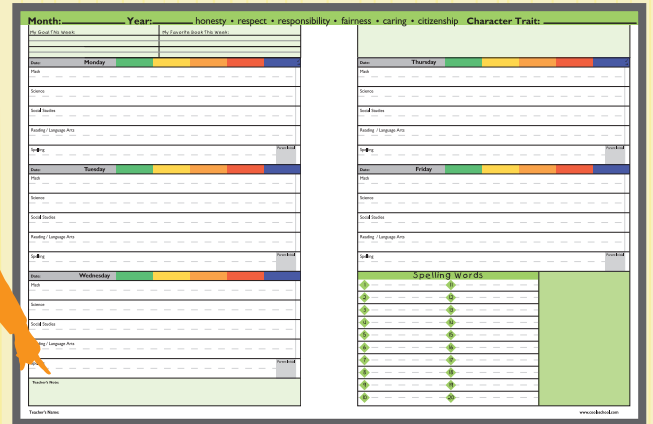 Month: Year: honesty • respect • responsibility • fairness • caring • citizenship Character Trait:
My Goal This Week: My Favorite Book This Week:
Date: Monday
Math
Science
Social Studies
Reading / Language Arts
Spelling
Parent Initial
Date: Tuesday
Math
Science
Social Studies
Reading / Language Arts
Spelling
Parent Initial
Date: Wednesday
Math
Science
Social Studies
/ Language Arts
Parent Initial
Teacher's Note:
Teacher's Name:
Date: Thursday
Math
Science
Social Studies
Reading / Language Arts
Spelling
Parent Initial
Date: Friday
Math
Science
Social Studies
Reading / Language Arts
Spelling
Parent Initial
Spelling Words
1 11
2 12
3 13
4 14
5 15
6 16
7 17
8 18
9 19
10 20